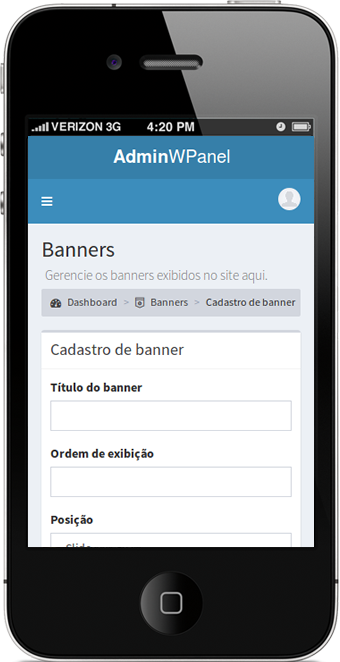 VERIZON 3G 4:20 PM
AdminWPanel
Banners
Gerencie os banners exibidos no site aqui.
Dashboard > Banners > Cadastro de banner
Cadastro de banner
Título do banner
Ordem de exibição
Posição
Slide